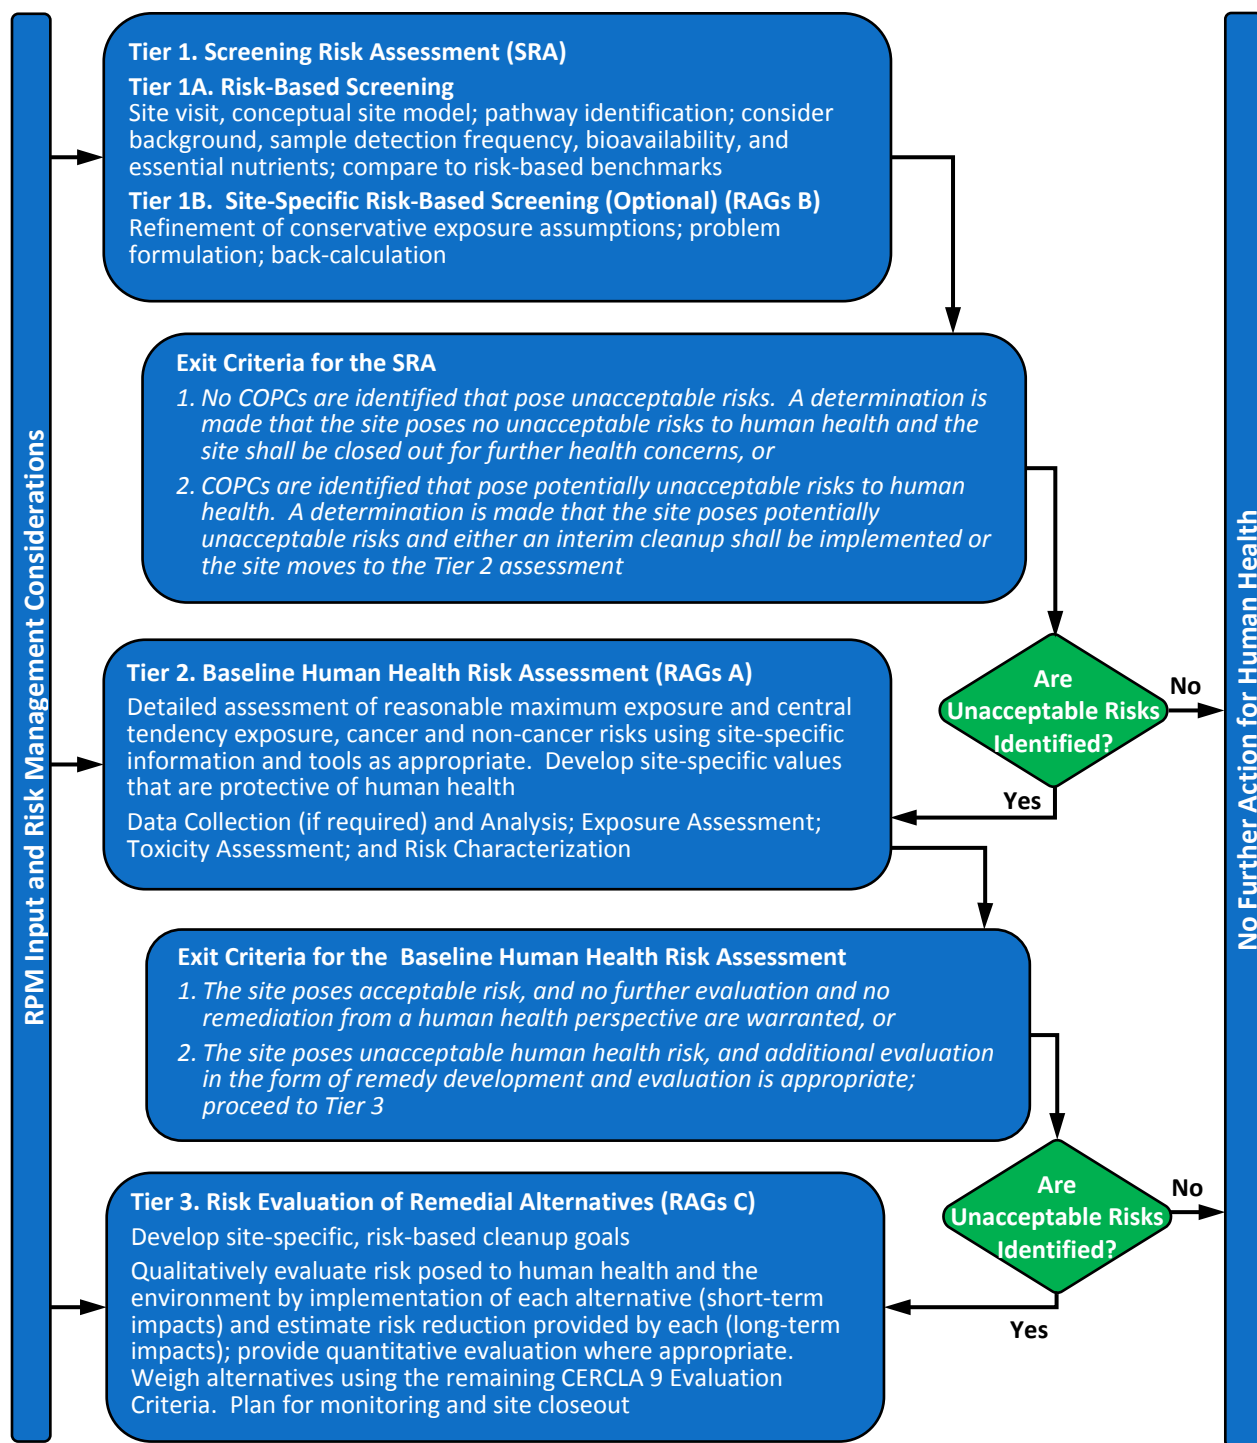 RPM Input and Risk Management Considerations
Tier 1. Screening Risk Assessment (SRA)
Tier 1A. Risk-Based Screening
Site visit, conceptual site model; pathway identification; consider
background, sample detection frequency, bioavailability, and
essential nutrients; compare to risk-based benchmarks
Tier 1B.  Site-Specific Risk-Based Screening (Optional) (RAGs B)
Refinement of conservative exposure assumptions; problem
formulation; back-calculation
Exit Criteria for the SRA
1. No COPCs are identified that pose unacceptable risks.  A determination is
made that the site poses no unacceptable risks to human health and the
site shall be closed out for further health concerns, or
2. COPCs are identified that pose potentially unacceptable risks to human
health.  A determination is made that the site poses potentially
unacceptable risks and either an interim cleanup shall be implemented or
the site moves to the Tier 2 assessment
Are
Unacceptable Risks
Identified?
No
Yes
Tier 2. Baseline Human Health Risk Assessment (RAGs A)
Detailed assessment of reasonable maximum exposure and central
tendency exposure, cancer and non-cancer risks using site-specific
information and tools as appropriate.  Develop site-specific values
that are protective of human health
Data Collection (if required) and Analysis; Exposure Assessment;
Toxicity Assessment; and Risk Characterization
Exit Criteria for the  Baseline Human Health Risk Assessment
1. The site poses acceptable risk, and no further evaluation and no
remediation from a human health perspective are warranted, or
2. The site poses unacceptable human health risk, and additional evaluation
in the form of remedy development and evaluation is appropriate;
proceed to Tier 3
Are
Unacceptable Risks
Identified?
No
Yes
Tier 3. Risk Evaluation of Remedial Alternatives (RAGs C)
Develop site-specific, risk-based cleanup goals
Qualitatively evaluate risk posed to human health and the
environment by implementation of each alternative (short-term
impacts) and estimate risk reduction provided by each (long-term
impacts); provide quantitative evaluation where appropriate.
Weigh alternatives using the remaining CERCLA 9 Evaluation
Criteria.  Plan for monitoring and site closeout
No Further Action for Human Health